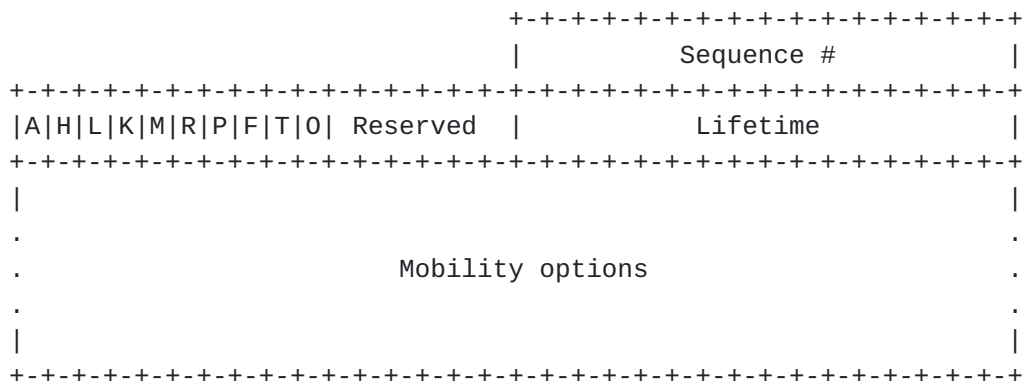 +-+-+-+-+-+-+-+-+-+-+-+-+-+-+-+-+
|          Sequence #           |
+-+-+-+-+-+-+-+-+-+-+-+-+-+-+-+-+-+-+-+-+-+-+-+-+-+-+-+-+-+-+-+-+
|A|H|L|K|M|R|P|F|T|O| Reserved  |           Lifetime            |
+-+-+-+-+-+-+-+-+-+-+-+-+-+-+-+-+-+-+-+-+-+-+-+-+-+-+-+-+-+-+-+-+
|                                                               |
.                                                               .
.                        Mobility options                       .
.                                                               .
|                                                               |
+-+-+-+-+-+-+-+-+-+-+-+-+-+-+-+-+-+-+-+-+-+-+-+-+-+-+-+-+-+-+-+-+